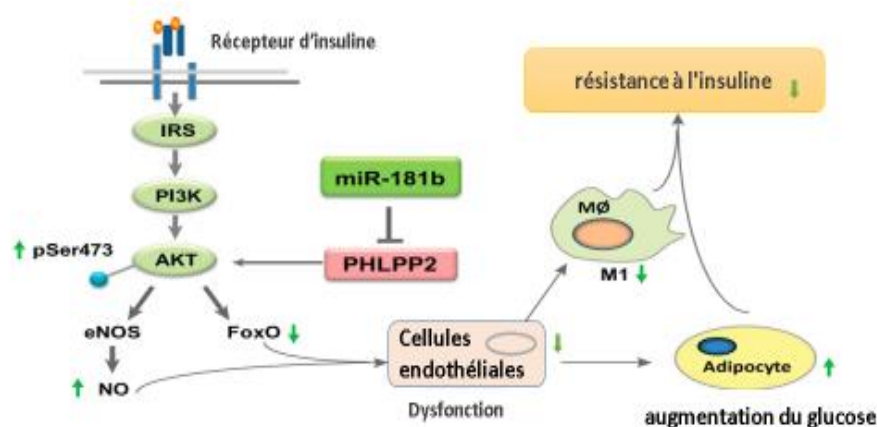 Récepteur d'insuline
résistance à l'insuline
IRS
miR-181b
PI3K
MØ
pSer473
AKT
PHLPP2
M1
eNOS
FoxO
Cellules
endothéliales
NO
Adipocyte
Dysfonction
augmentation du glucose